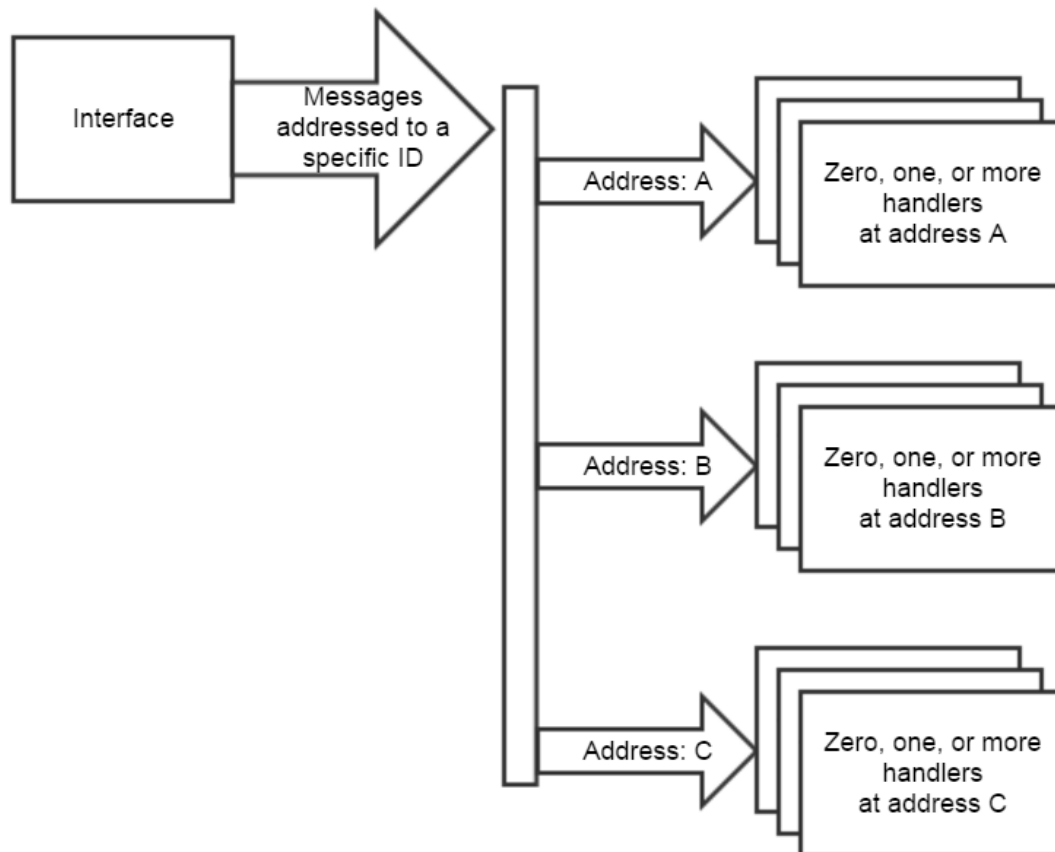 Interface
Messages
addressed to a
specific ID
Address: A
Zero, one, or more
handlers
at address A
Address: B
Zero, one, or more
handlers
at address B
Address: C
Zero, one, or more
handlers
at address C